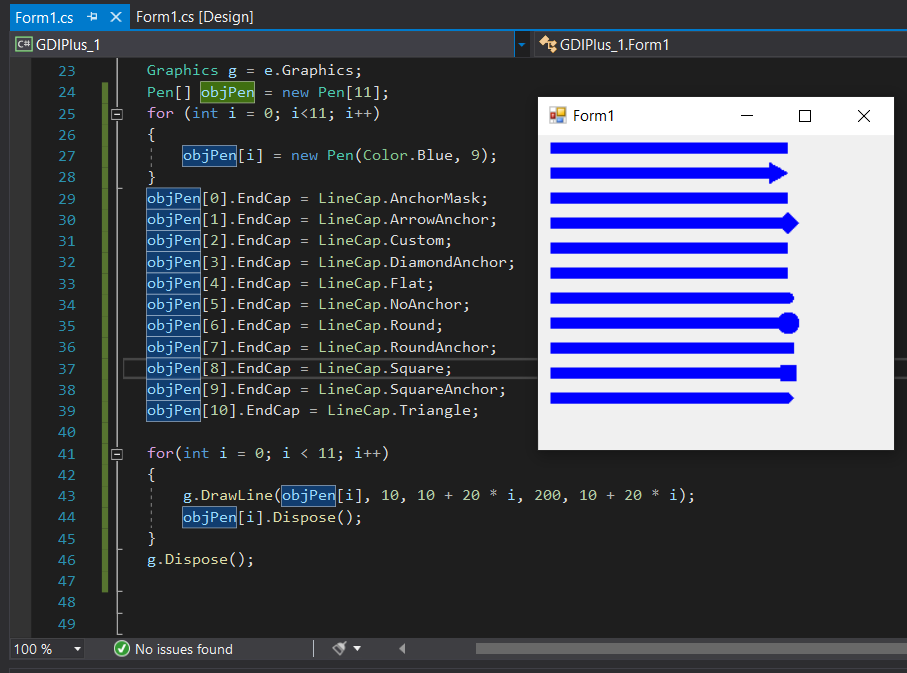 Form1.cs Form1.cs [Design]
C# GDIPlus_1 GDIPlus_1.Form1
23 Graphics g = e.Graphics;
24 Pen[] objPen = new Pen[11];
25 for (int i = 0; i<11; i++)
26 {
27 objPen[i] = new Pen(Color.Blue, 9);
28 }
29 objPen[0].EndCap = LineCap.AnchorMask;
30 objPen[1].EndCap = LineCap.ArrowAnchor;
31 objPen[2].EndCap = LineCap.Custom;
32 objPen[3].EndCap = LineCap.DiamondAnchor;
33 objPen[4].EndCap = LineCap.Flat;
34 objPen[5].EndCap = LineCap.NoAnchor;
35 objPen[6].EndCap = LineCap.Round;
36 objPen[7].EndCap = LineCap.RoundAnchor;
37 objPen[8].EndCap = LineCap.Square;
38 objPen[9].EndCap = LineCap.SquareAnchor;
39 objPen[10].EndCap = LineCap.Triangle;
40
41 for(int i = 0; i < 11; i++)
42 {
43 g.DrawLine(objPen[i], 10, 10 + 20 * i, 200, 10 + 20 * i);
44 objPen[i].Dispose();
45 }
46 g.Dispose();
47
48
49
Form1
100 % No issues found